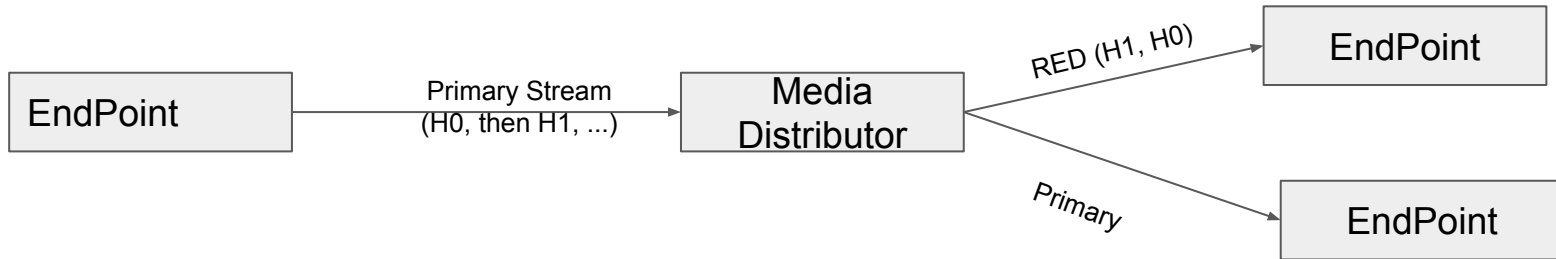 EndPoint
Primary Stream
(H0, then H1, ...)
Media
Distributor
RED (H1, H0)
EndPoint
Primary
EndPoint